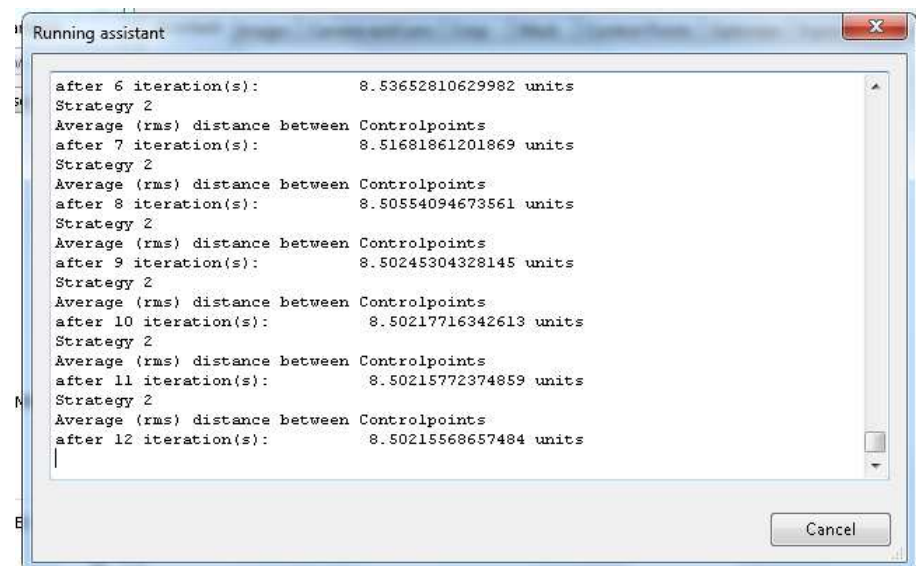 Running assistant
after 6 iteration(s): 8.53652810629982 units
Strategy 2
Average (rms) distance between Controlpoints
after 7 iteration(s): 8.51681861201869 units
Strategy 2
Average (rms) distance between Controlpoints
after 8 iteration(s): 8.50554094673561 units
Strategy 2
Average (rms) distance between Controlpoints
after 9 iteration(s): 8.50245304328145 units
Strategy 2
Average (rms) distance between Controlpoints
after 10 iteration(s): 8.50217716342613 units
Strategy 2
Average (rms) distance between Controlpoints
after 11 iteration(s): 8.50215772374859 units
Strategy 2
Average (rms) distance between Controlpoints
after 12 iteration(s): 8.50215568657484 units
Cancel